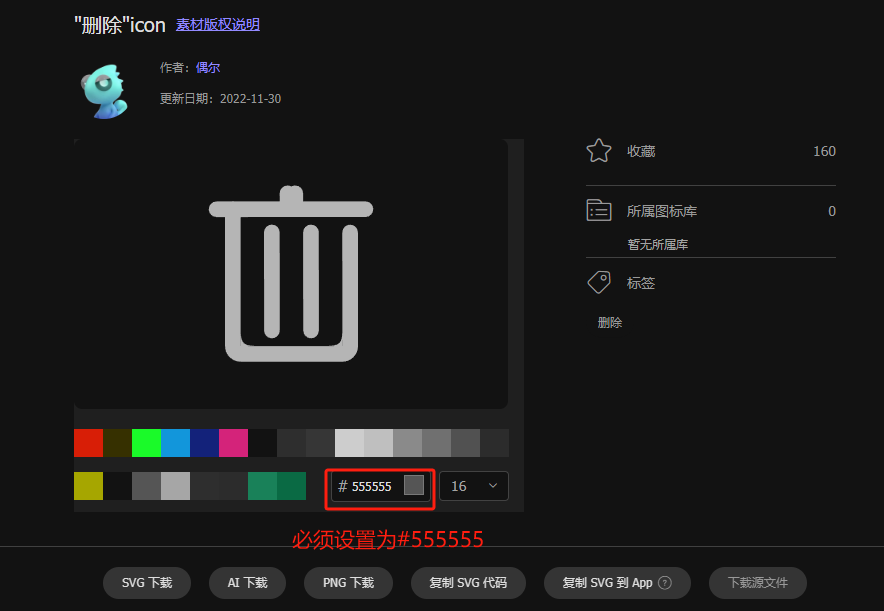 "删除"icon 素材版权说明
作者：偶尔
更新日期：2022-11-30
收藏 160
所属图标库 0
暂无所属库
标签
删除
# 555555 16
必须设置为#555555
SVG 下载 AI 下载 PNG 下载 复制 SVG 代码 复制 SVG 到 App ? 下载源文件